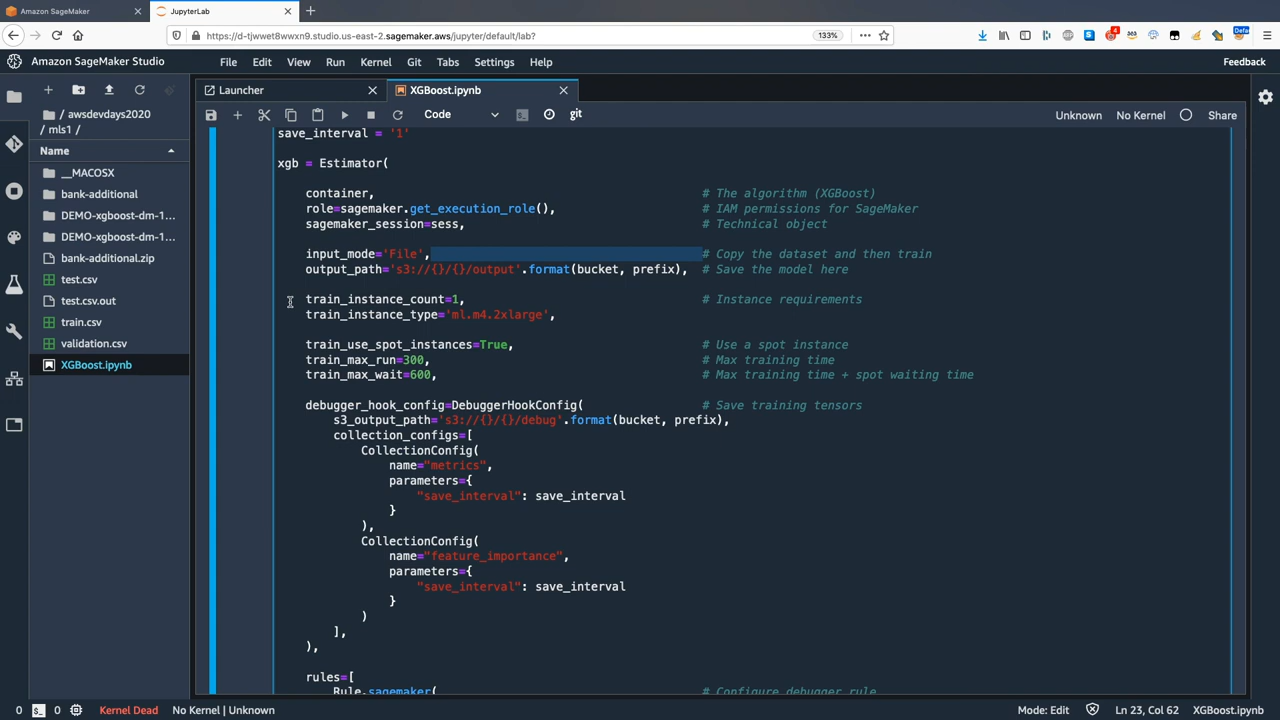 Amazon SageMaker
JupyterLab
https://d-tjwwet8wwxn9.studio.us-east-2.sagemaker.aws/jupyter/default/lab?
133%
4
Defa
Amazon SageMaker Studio
File Edit View Run Kernel Git Tabs Settings Help
Feedback
Launcher
XGBoost.ipynb
Code
git
Unknown
No Kernel
Share
/ awsdevdays2020
/ mls1 /
Name
__MACOSX
bank-additional
DEMO-xgboost-dm-1...
DEMO-xgboost-dm-1...
bank-additional.zip
test.csv
test.csv.out
train.csv
validation.csv
XGBoost.ipynb
save_interval = '1'
xgb = Estimator(
container, # The algorithm (XGBoost)
role=sagemaker.get_execution_role(), # IAM permissions for SageMaker
sagemaker_session=sess, # Technical object
input_mode='File', # Copy the dataset and then train
output_path='s3://{}/{}/output'.format(bucket, prefix), # Save the model here
train_instance_count=1, # Instance requirements
train_instance_type='ml.m4.2xlarge',
train_use_spot_instances=True, # Use a spot instance
train_max_run=300, # Max training time
train_max_wait=600, # Max training time + spot waiting time
debugger_hook_config=DebuggerHookConfig( # Save training tensors
s3_output_path='s3://{}/{}/debug'.format(bucket, prefix),
collection_configs=[
CollectionConfig(
name="metrics",
parameters={
"save_interval": save_interval
}
),
CollectionConfig(
name="feature_importance",
parameters={
"save_interval": save_interval
}
)
],
),
rules=[
Rule.sagemaker( # Configure debugger rule
0
0
Kernel Dead
No Kernel | Unknown
Mode: Edit
Ln 23, Col 62
XGBoost.ipynb